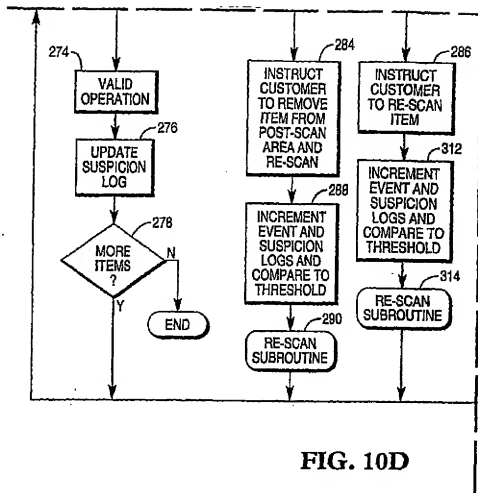 274
VALID
OPERATION
276
UPDATE
SUSPICION
LOG
278
MORE
ITEMS
?
N
Y
END
284
INSTRUCT
CUSTOMER
TO REMOVE
ITEM FROM
POST-SCAN
AREA AND
RE-SCAN
288
INCREMENT
EVENT AND
SUSPICION
LOGS AND
COMPARE TO
THRESHOLD
290
RE-SCAN
SUBROUTINE
286
INSTRUCT
CUSTOMER
TO RE-SCAN
ITEM
312
INCREMENT
EVENT AND
SUSPICION
LOGS AND
COMPARE TO
THRESHOLD
314
RE-SCAN
SUBROUTINE
FIG. 10D